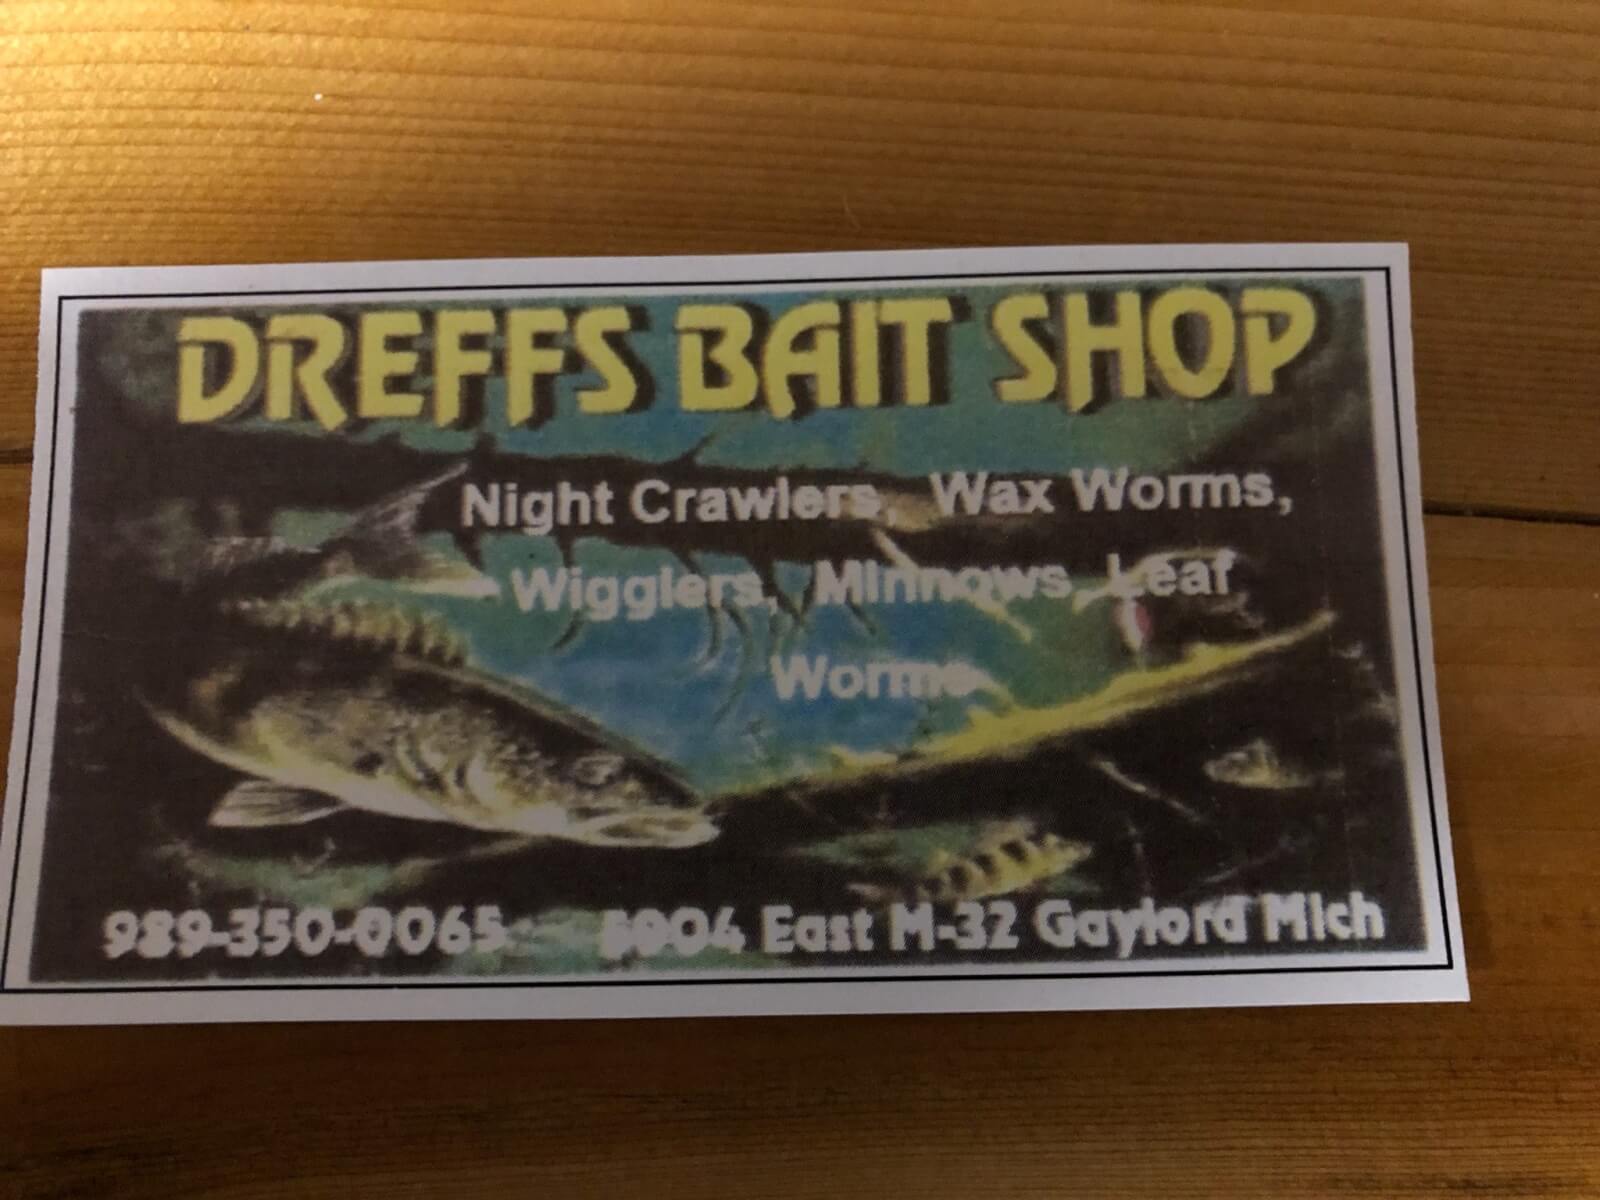 DREFFS BAIT SHOP
Night Crawlers, Wax Worms,
Wigglers, Minnows, Leaf
Worms
989-350-0065 East M-32 Gaylord Mich